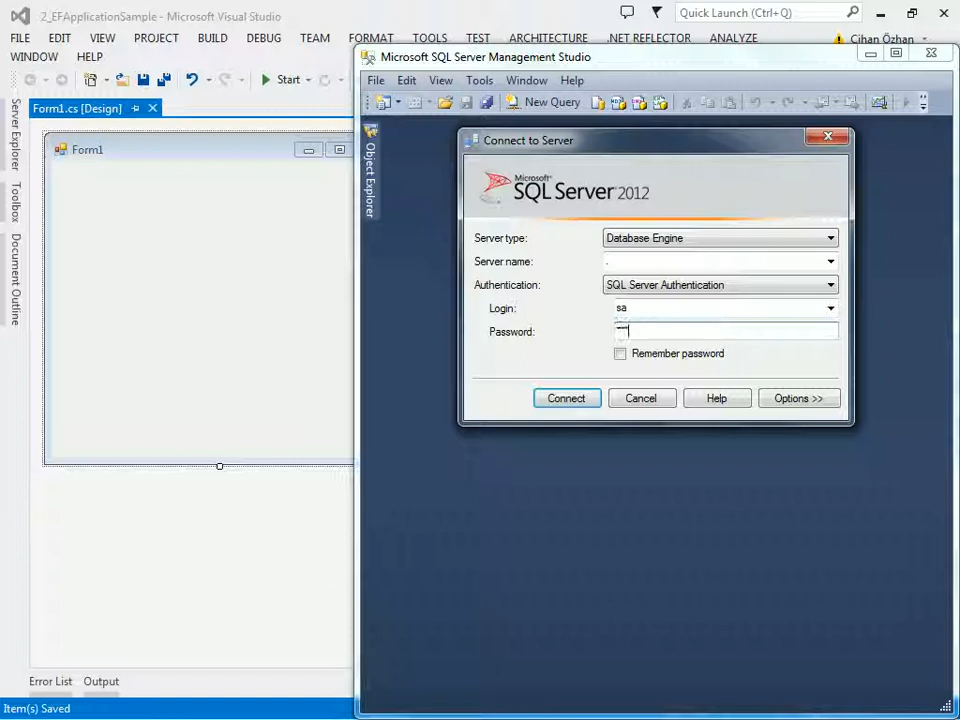 2_EFApplicationSample - Microsoft Visual Studio
Quick Launch (Ctrl+Q)
FILE EDIT VIEW PROJECT BUILD DEBUG TEAM FORMAT TOOLS TEST ARCHITECTURE .NET REFLECTOR ANALYZE
Cihan Özhan
WINDOW HELP
Start
Form1.cs [Design]
Server Explorer
Toolbox
Document Outline
Form1
Microsoft SQL Server Management Studio
File Edit View Tools Window Help
New Query
Object Explorer
Connect to Server
Microsoft®
SQL Server 2012
Server type: Database Engine
Server name: .
Authentication: SQL Server Authentication
Login: sa
Password:
Remember password
Connect Cancel Help Options >>
Error List Output
Item(s) Saved